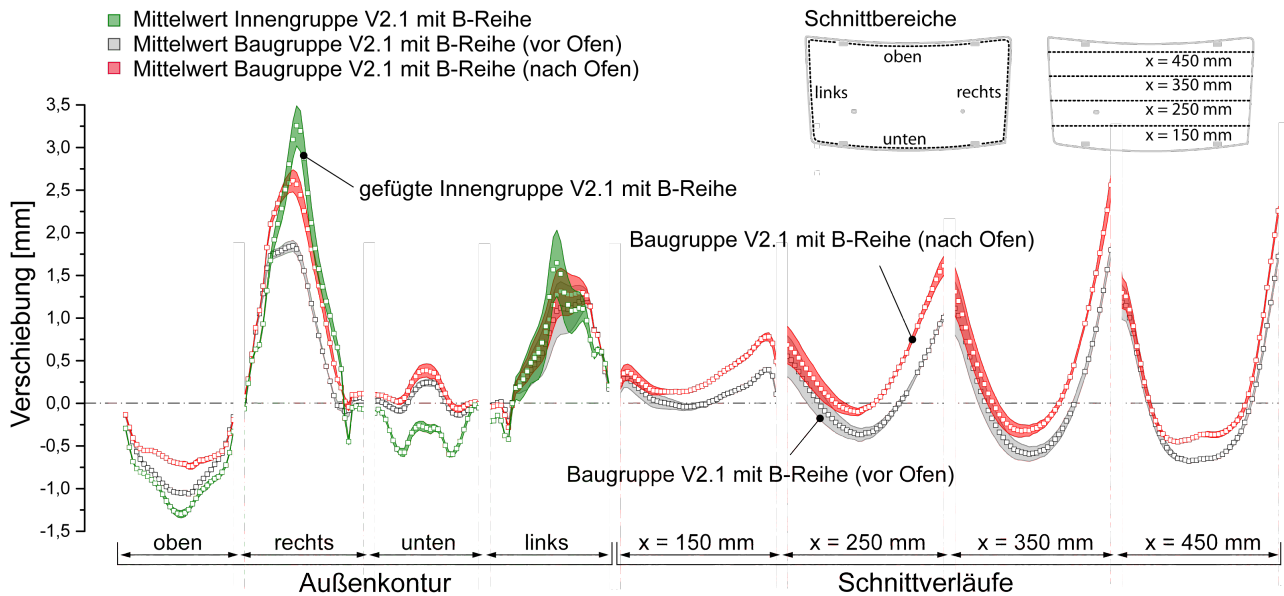 Mittelwert Innengruppe V2.1 mit B-Reihe
Mittelwert Baugruppe V2.1 mit B-Reihe (vor Ofen)
Mittelwert Baugruppe V2.1 mit B-Reihe (nach Ofen)
Schnittbereiche
oben
links
rechts
unten
x = 450 mm
x = 350 mm
x = 250 mm
x = 150 mm
Verschiebung [mm]
3,5
3,0
2,5
2,0
1,5
1,0
0,5
0,0
-0,5
-1,0
-1,5
gefügte Innengruppe V2.1 mit B-Reihe
Baugruppe V2.1 mit B-Reihe (nach Ofen)
Baugruppe V2.1 mit B-Reihe (vor Ofen)
oben
rechts
unten
links
x = 150 mm
x = 250 mm
x = 350 mm
x = 450 mm
Außenkontur
Schnittverläufe